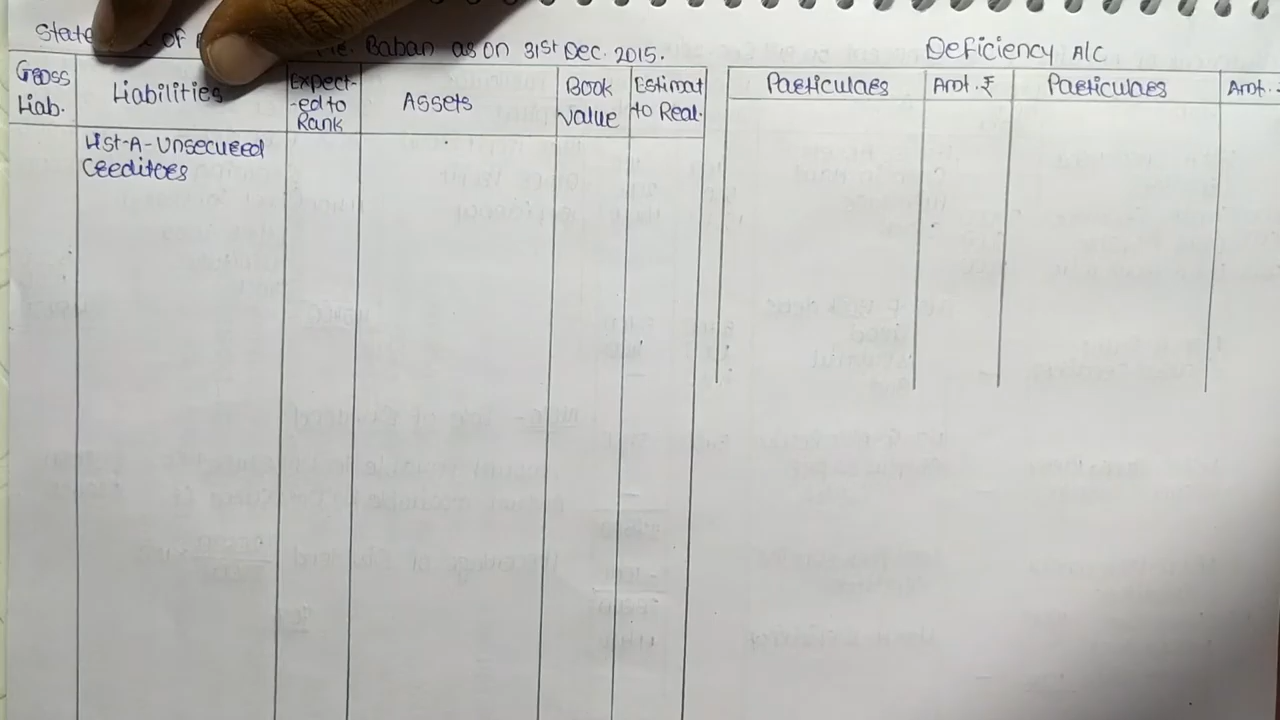 State of Baban as on 31st Dec. 2015.
Deficiency A/c
Gross Liab.
Liabilities
Expect-ed to Rank
Assets
Book Value
Estimat to Real.
Particulars
Amt. ₹
Particulars
Amt.
List-A-Unsecured
Creditors